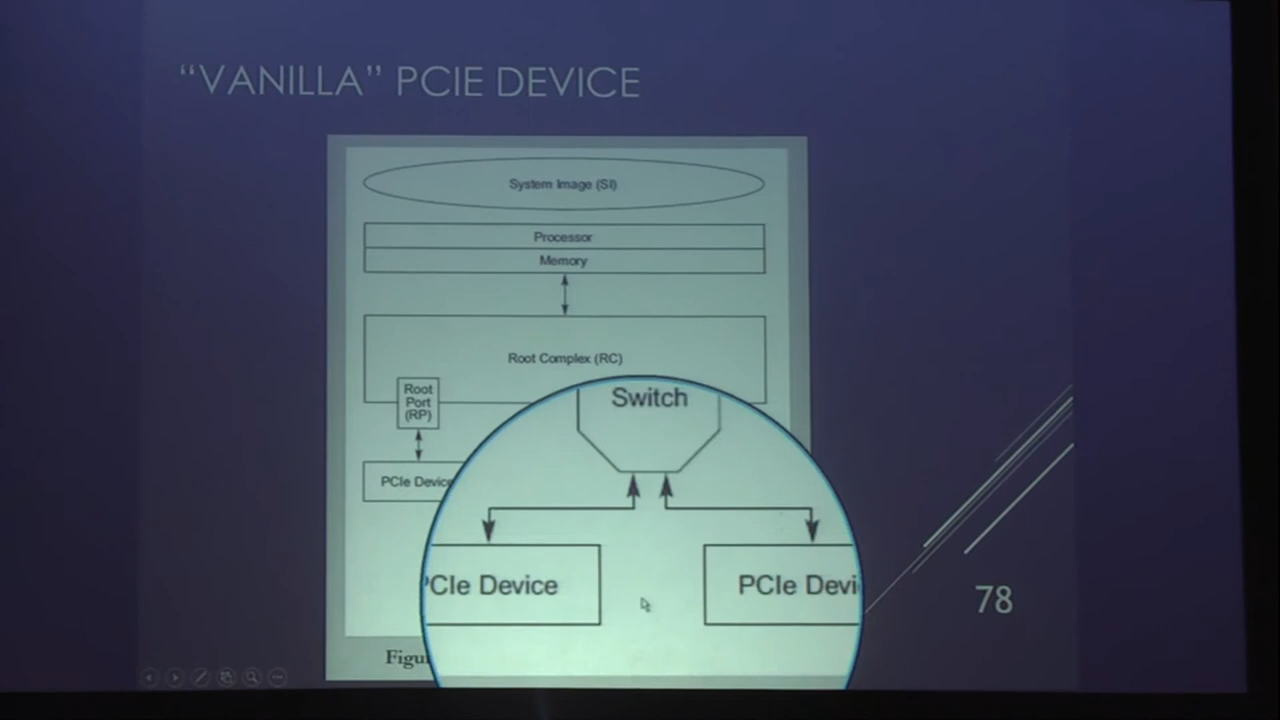 “VANILLA” PCIE DEVICE
System Image (SI)
Processor
Memory
Root Complex (RC)
Root
Port
(RP)
Switch
PCIe Device
PCIe Device
PCIe Devi
78
Figu